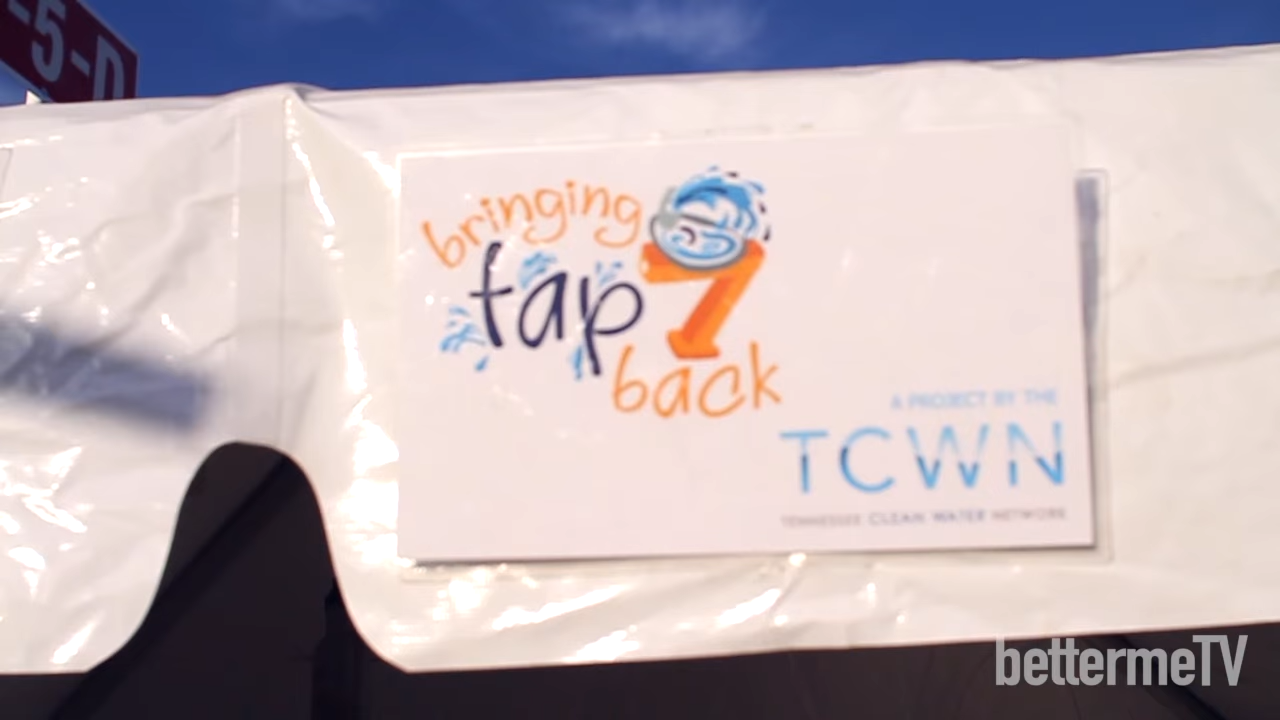 -5-D
bringing
tap
back
A PROJECT BY THE
TCWN
TENNESSEE CLEAN WATER NETWORK
bettermeTV